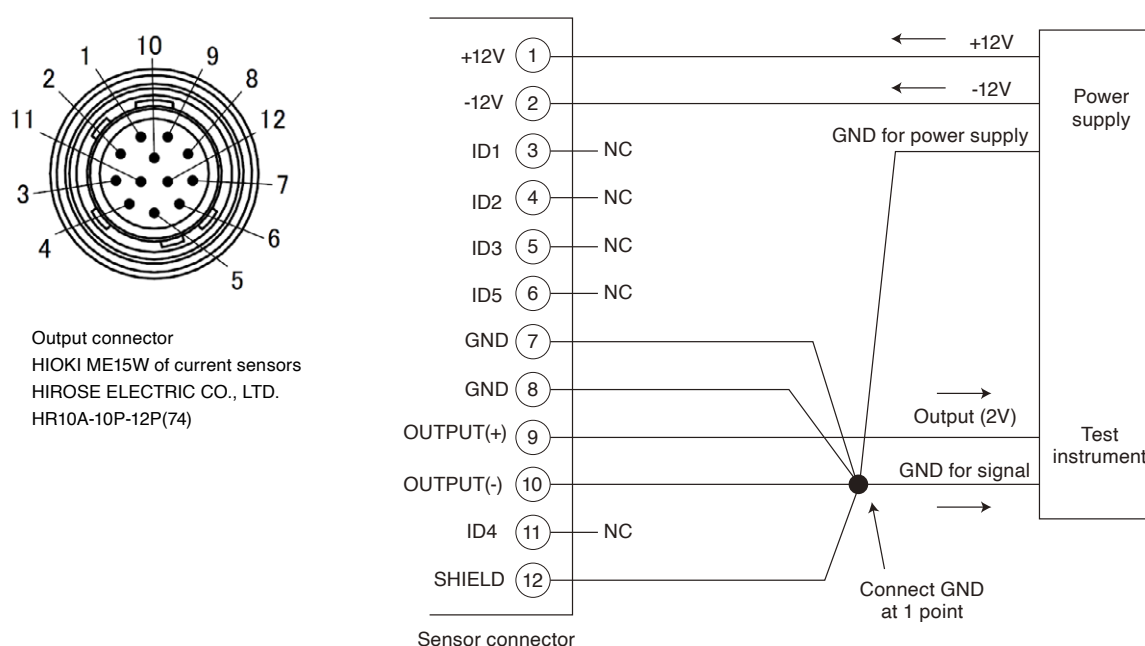 10
1
9
2
8
11
12
3
7
4
6
5
Output connector
HIOKI ME15W of current sensors
HIROSE ELECTRIC CO., LTD.
HR10A-10P-12P(74)
+12V 1 +12V
-12V 2 -12V
Power
supply
GND for power supply
ID1 3 NC
ID2 4 NC
ID3 5 NC
ID5 6 NC
GND 7
GND 8
Output (2V)
OUTPUT(+) 9
Test
instrument
GND for signal
OUTPUT(-) 10
ID4 11 NC
SHIELD 12
Connect GND
at 1 point
Sensor connector